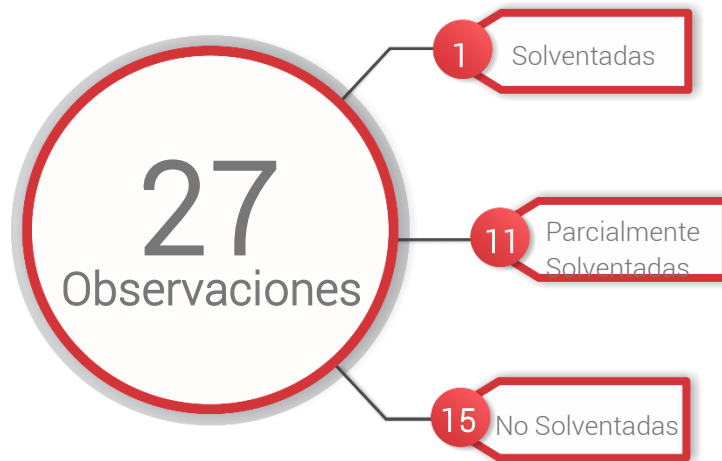 27
Observaciones
1
Solventadas
11
Parcialmente
Solventadas
15
No Solventadas